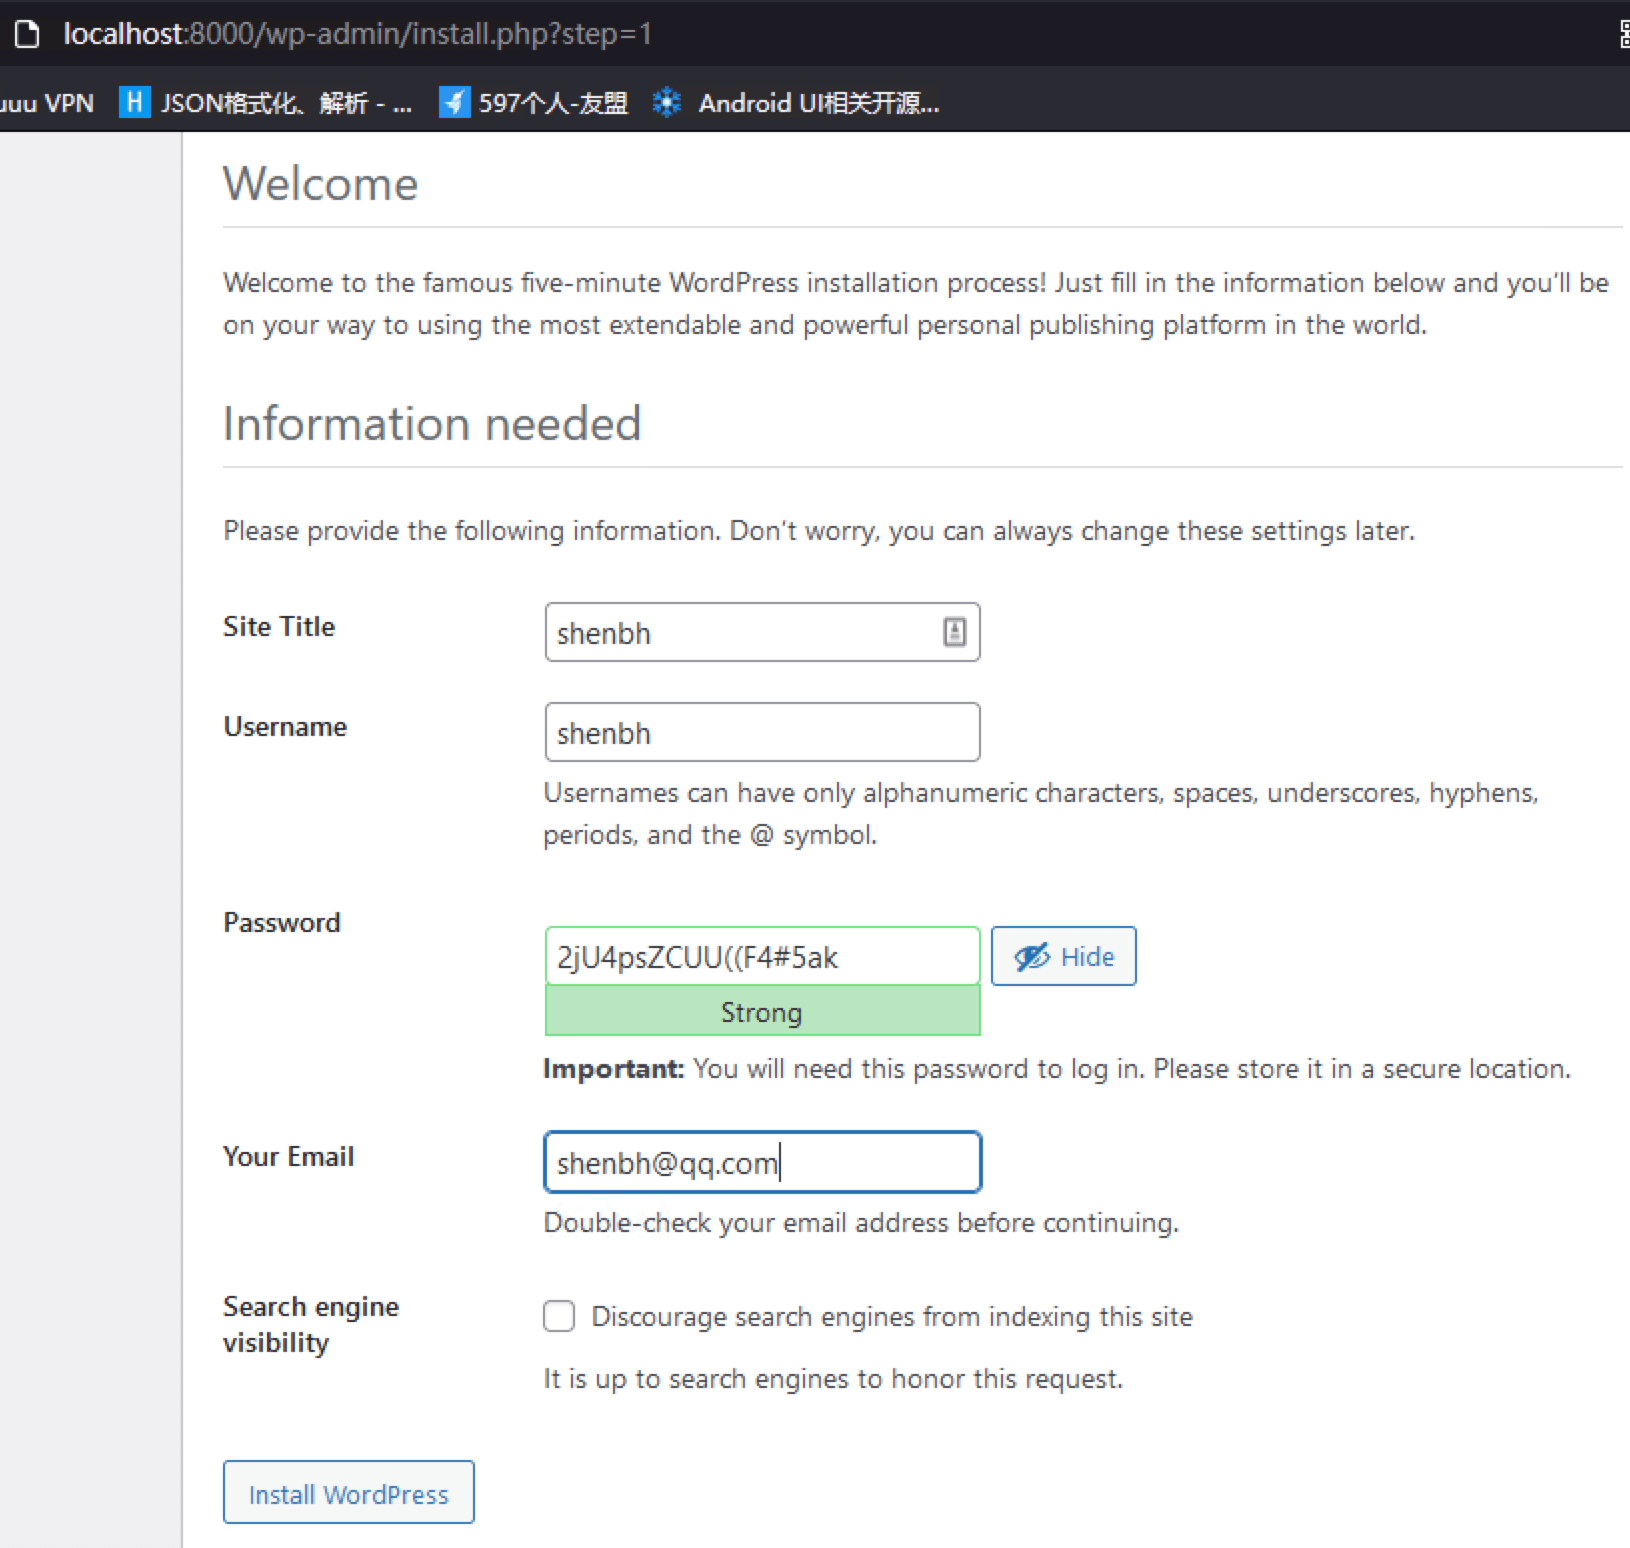 localhost:8000/wp-admin/install.php?step=1
VPN JSON格式化、解析 - ... 597个人-友盟 Android UI相关开源...
Welcome
Welcome to the famous five-minute WordPress installation process! Just fill in the information below and you’ll be
on your way to using the most extendable and powerful personal publishing platform in the world.
Information needed
Please provide the following information. Don’t worry, you can always change these settings later.
Site Title shenbh
Username shenbh
Usernames can have only alphanumeric characters, spaces, underscores, hyphens,
periods, and the @ symbol.
Password 2jU4psZCUU((F4#5ak Hide
Strong
Important: You will need this password to log in. Please store it in a secure location.
Your Email shenbh@qq.com
Double-check your email address before continuing.
Search engine
visibility
Discourage search engines from indexing this site
It is up to search engines to honor this request.
Install WordPress